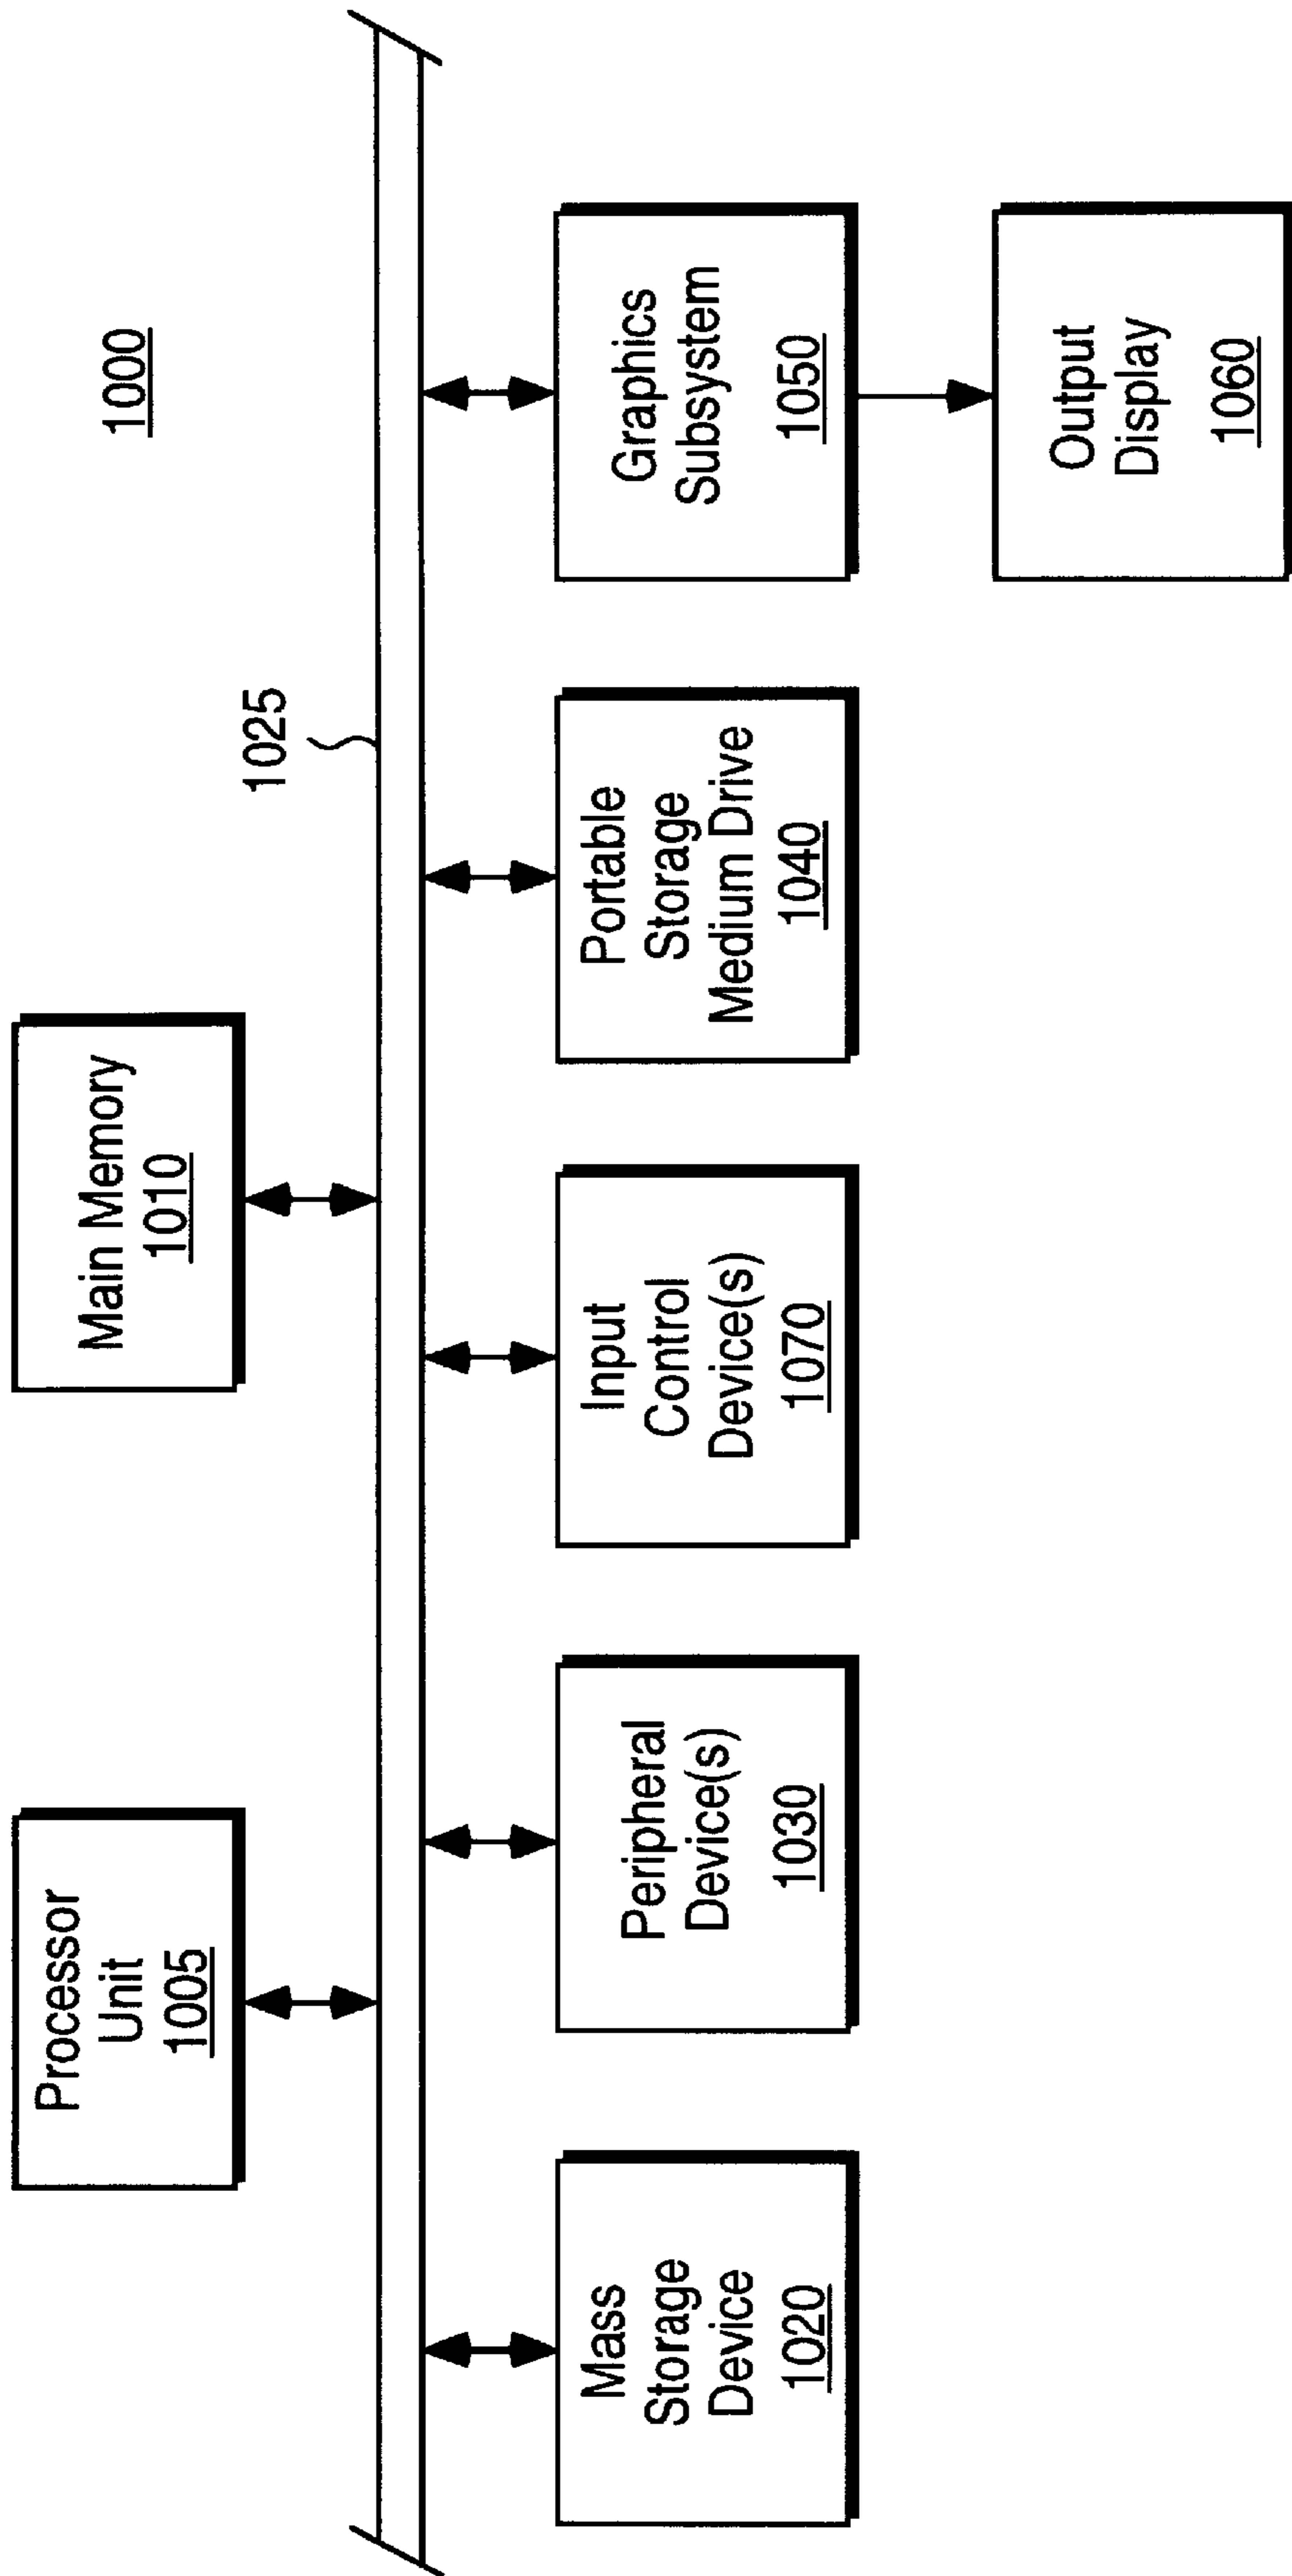 1000
Processor
Unit
1005
Main Memory
1010
1025
Mass
Storage
Device
1020
Peripheral
Device(s)
1030
Input
Control
Device(s)
1070
Portable
Storage
Medium Drive
1040
Graphics
Subsystem
1050
Output
Display
1060